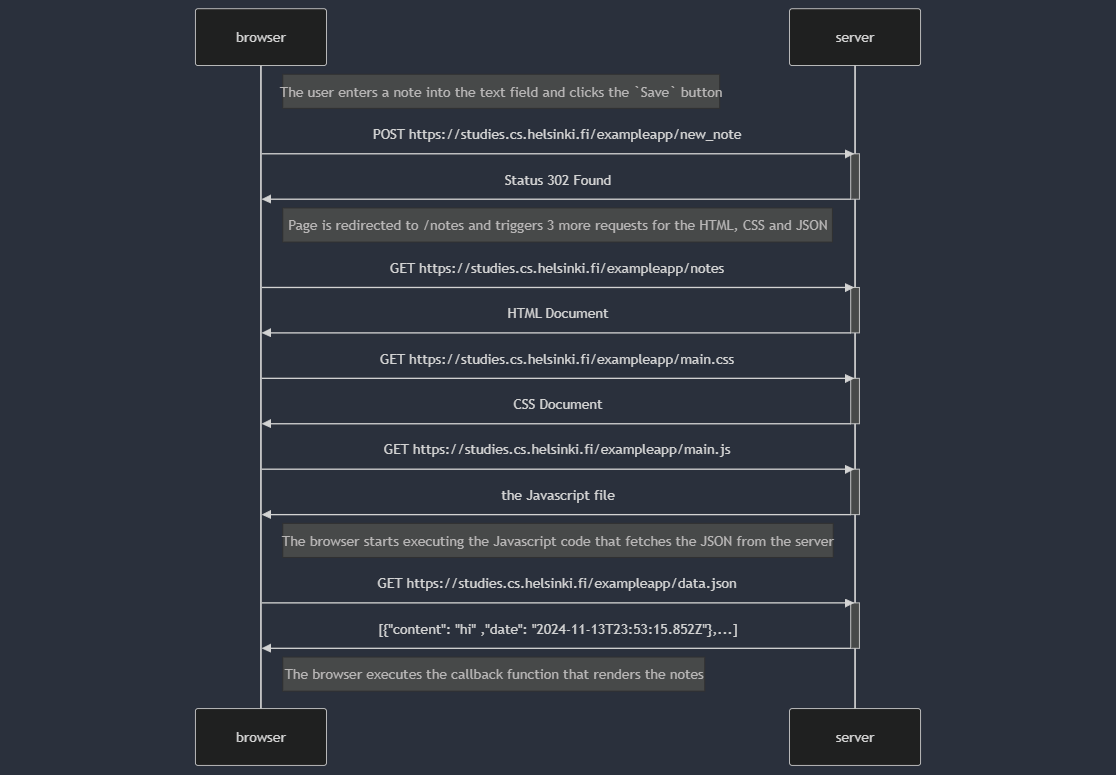 browser
server
The user enters a note into the text field and clicks the `Save` button
POST https://studies.cs.helsinki.fi/exampleapp/new_note
Status 302 Found
Page is redirected to /notes and triggers 3 more requests for the HTML, CSS and JSON
GET https://studies.cs.helsinki.fi/exampleapp/notes
HTML Document
GET https://studies.cs.helsinki.fi/exampleapp/main.css
CSS Document
GET https://studies.cs.helsinki.fi/exampleapp/main.js
the Javascript file
The browser starts executing the Javascript code that fetches the JSON from the server
GET https://studies.cs.helsinki.fi/exampleapp/data.json
[{"content": "hi" ,"date": "2024-11-13T23:53:15.852Z"},...]
The browser executes the callback function that renders the notes
browser
server